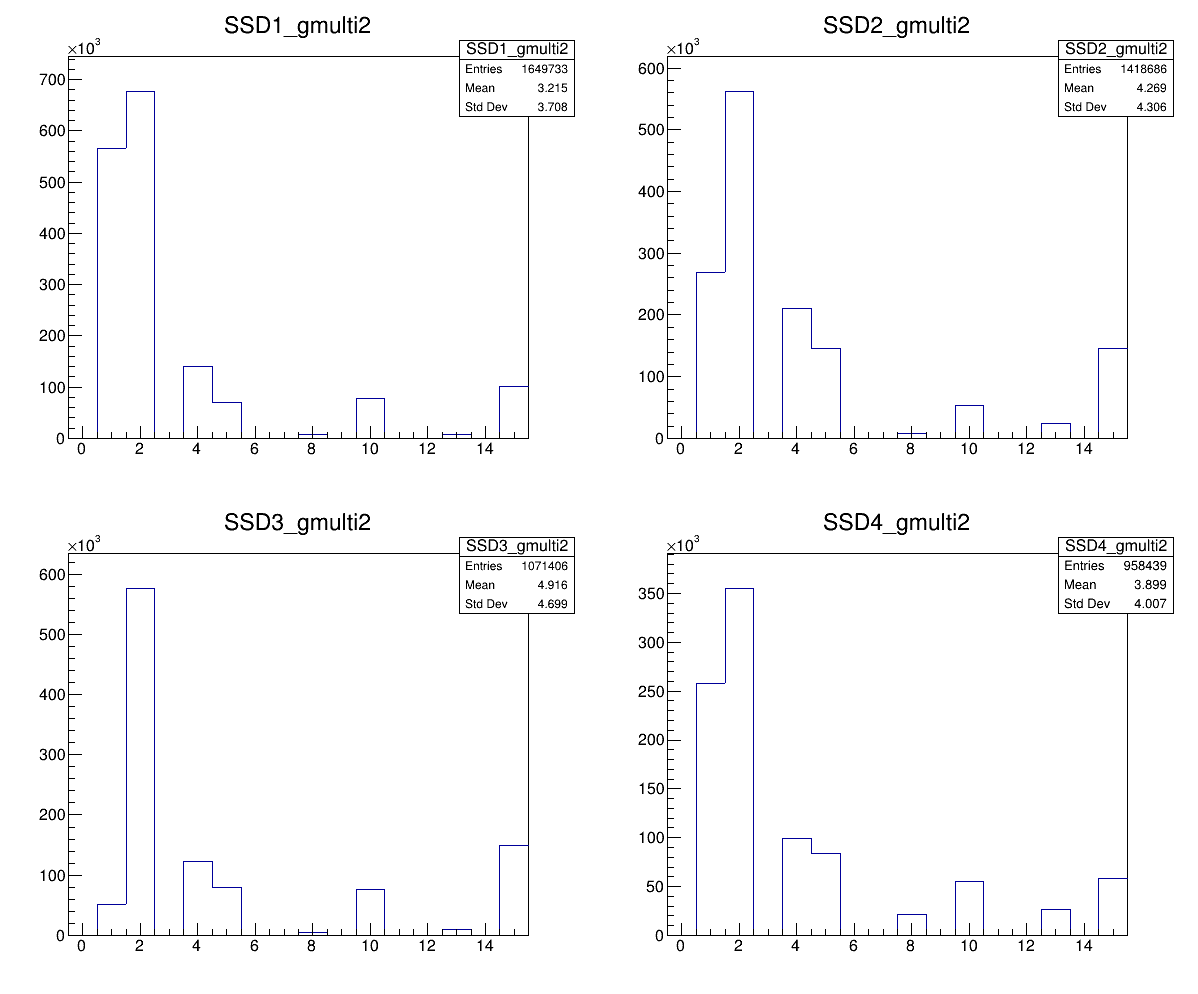 SSD1_gmulti2
×10³
SSD1_gmulti2
Entries 1649733
Mean 3.215
Std Dev 3.708
700
600
500
400
300
200
100
0
0 2 4 6 8 10 12 14
SSD2_gmulti2
×10³
SSD2_gmulti2
Entries 1418686
Mean 4.269
Std Dev 4.306
600
500
400
300
200
100
0
0 2 4 6 8 10 12 14
SSD3_gmulti2
×10³
SSD3_gmulti2
Entries 1071406
Mean 4.916
Std Dev 4.699
600
500
400
300
200
100
0
0 2 4 6 8 10 12 14
SSD4_gmulti2
×10³
SSD4_gmulti2
Entries 958439
Mean 3.899
Std Dev 4.007
350
300
250
200
150
100
50
0
0 2 4 6 8 10 12 14